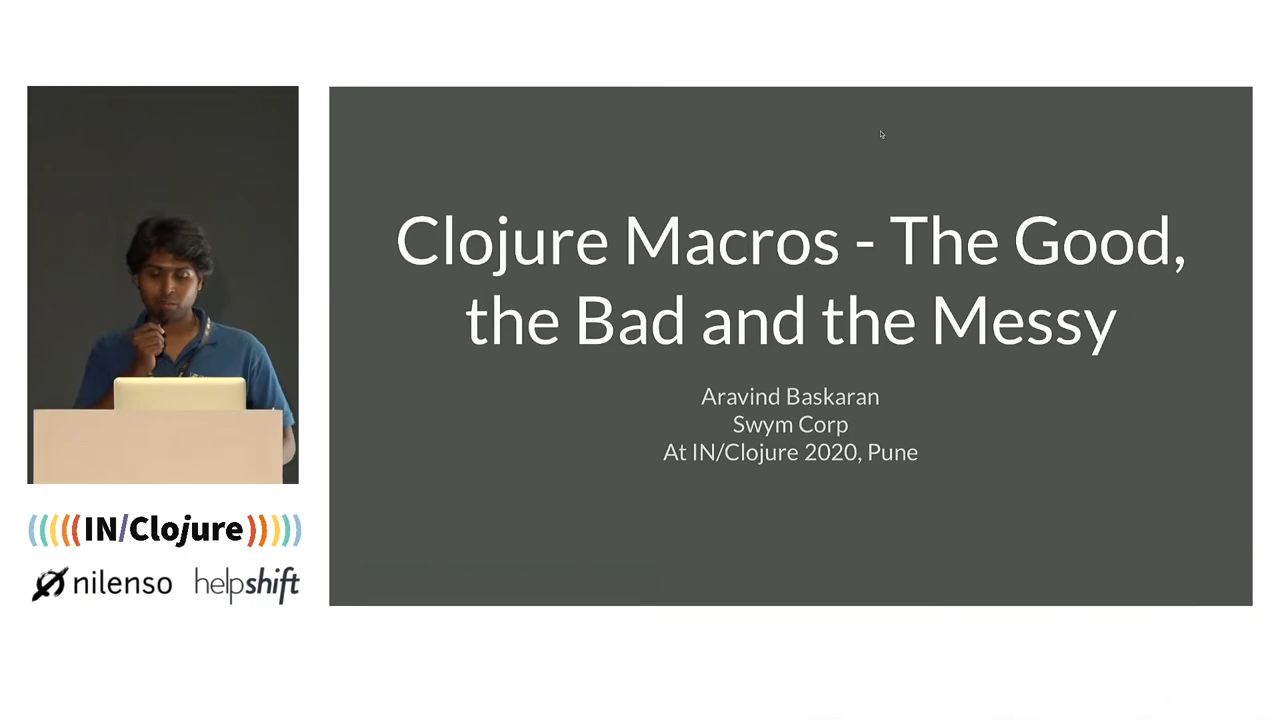 Clojure Macros - The Good,
the Bad and the Messy
Aravind Baskaran
Swym Corp
At IN/Clojure 2020, Pune
(((((IN/Clojure)))))
nilenso helpshift